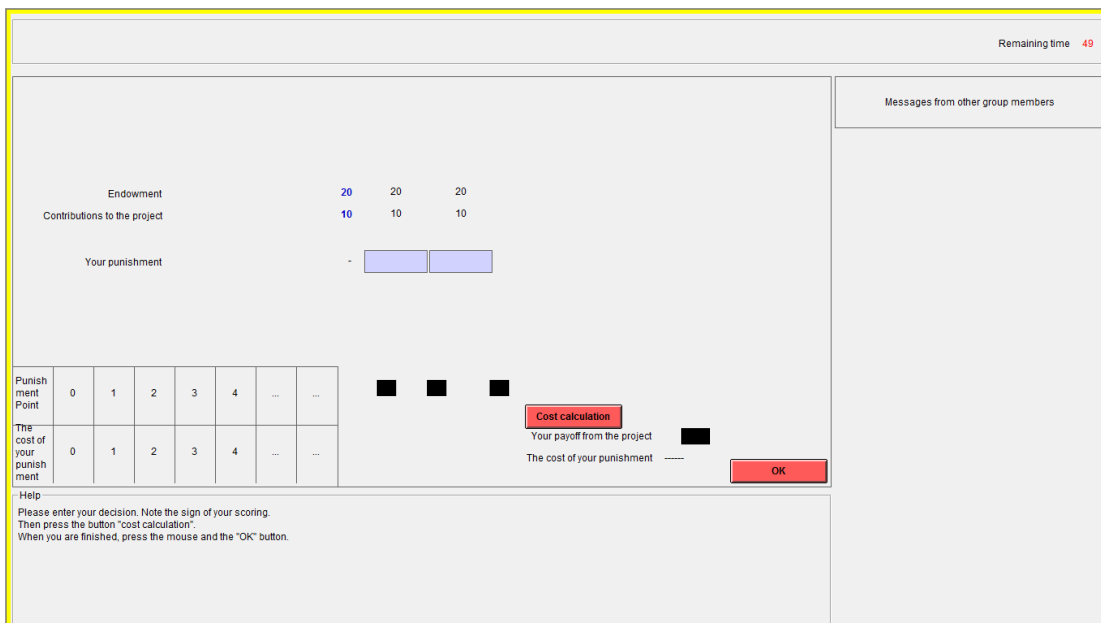 Remaining time 49
Messages from other group members
Endowment 20 20 20
Contributions to the project 10 10 10
Your punishment -
Punish
ment
Point
0 1 2 3 4 ... ...
The
cost of
your
punish
ment
0 1 2 3 4 ... ...
Cost calculation
Your payoff from the project
The cost of your punishment ------
OK
Help
Please enter your decision. Note the sign of your scoring.
Then press the button "cost calculation".
When you are finished, press the mouse and the "OK" button.